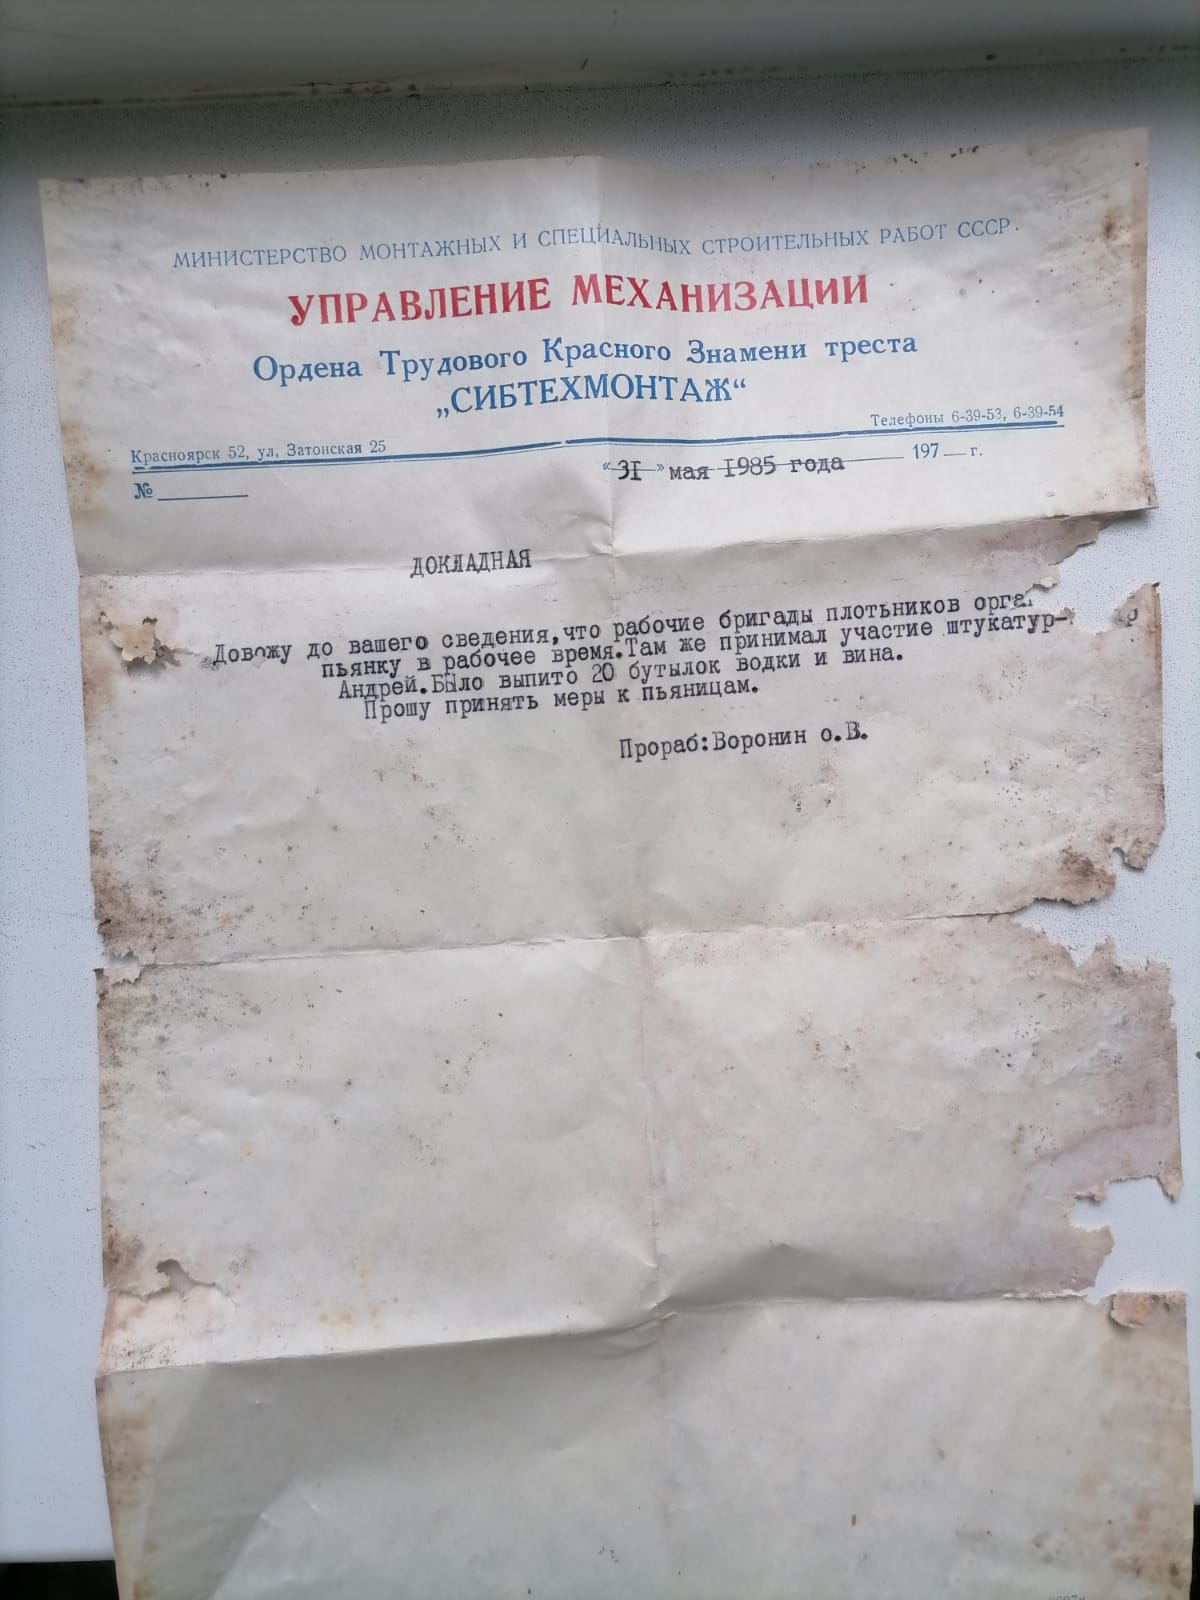 МИНИСТЕРСТВО МОНТАЖНЫХ И СПЕЦИАЛЬНЫХ СТРОИТЕЛЬНЫХ РАБОТ СССР.
УПРАВЛЕНИЕ МЕХАНИЗАЦИИ
Ордена Трудового Красного Знамени треста
„СИБТЕХМОНТАЖ“
Красноярск 52, ул, Затонская 25 Телефоны 6-39-53, 6-39-54
№ „31 “ мая 1985 года 197 г.
ДОКЛАДНАЯ
Довожу до вашего сведения,что рабочие бригады плотьников
пьянку в рабочее время.Там же принимал участие штукатур-
Андрей.Было выпито 20 бутылок водки и вина.
Прошу принять меры к пьяницам.
Прораб:Воронин о.В.